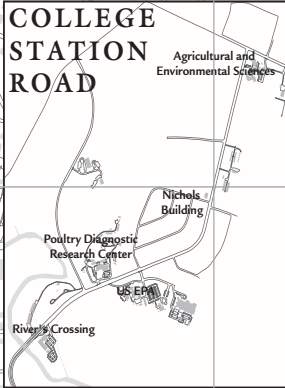 COLLEGE
STATION
ROAD
Agricultural and
Environmental Sciences
Nichols
Building
Poultry Diagnostic
Research Center
US EPA
River's Crossing